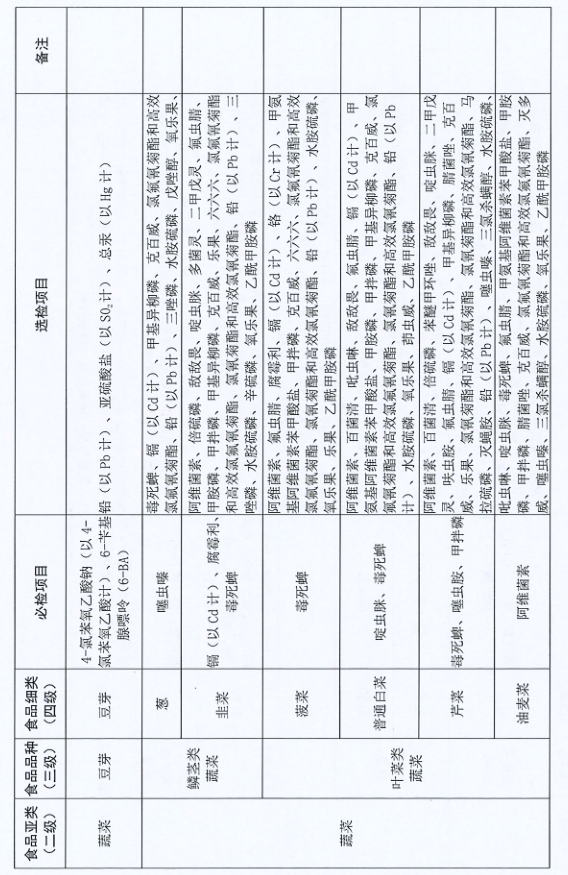 食品亚类
（二级）
食品品种
（三级）
食品细类
（四级）
必检项目
选检项目
备注
蔬菜
豆芽
豆芽
4-氯苯氧乙酸钠（以 4-
氯苯氧乙酸计）、6-苄基
腺嘌呤（6-BA）
铅（以 Pb 计）、亚硫酸盐（以 SO₂计）、总汞（以 Hg 计）
蔬菜
鳞茎类
蔬菜
葱
噻虫嗪
毒死蜱、镉（以 Cd 计）、甲基异柳磷、克百威、氯氟氰菊酯和高效
氯氟氰菊酯、铅（以 Pb 计）、三唑磷、水胺硫磷、戊唑醇、氧乐果、
韭菜
镉（以 Cd 计）、腐霉利、
毒死蜱
阿维菌素、倍硫磷、敌敌畏、啶虫脒、多菌灵、二甲戊灵、氟虫腈、
甲胺磷、甲拌磷、甲基异柳磷、克百威、乐果、六六六、氯氟氰菊酯
和高效氯氟氰菊酯、氯氰菊酯和高效氯氰菊酯、铅（以 Pb 计）、三
唑磷、水胺硫磷、辛硫磷、氧乐果、乙酰甲胺磷
叶菜类
蔬菜
菠菜
毒死蜱
阿维菌素、氟虫腈、腐霉利、镉（以 Cd 计）、铬（以 Cr 计）、甲氨
基阿维菌素苯甲酸盐、甲拌磷、克百威、六六六、氯氟氰菊酯和高效
氯氟氰菊酯、氯氰菊酯和高效氯氰菊酯、铅（以 Pb 计）、水胺硫磷、
氧乐果、乐果、乙酰甲胺磷
普通白菜
啶虫脒、毒死蜱
阿维菌素、百菌清、吡虫啉、敌敌畏、氟虫腈、镉（以 Cd 计）、甲
氨基阿维菌素苯甲酸盐、甲胺磷、甲拌磷、甲基异柳磷、克百威、氯
氟氰菊酯和高效氯氟氰菊酯、氯氰菊酯和高效氯氰菊酯、铅（以 Pb
计）、水胺硫磷、氧乐果、茚虫威、乙酰甲胺磷
芹菜
毒死蜱、噻虫胺、甲拌磷
阿维菌素、百菌清、倍硫磷、苯醚甲环唑、敌敌畏、啶虫脒、二甲戊
灵、呋虫胺、氟虫腈、镉（以 Cd 计）、甲基异柳磷、腈菌唑、克百
威、乐果、氯氟氰菊酯和高效氯氟氰菊酯、氯氰菊酯和高效氯氰菊酯、马
拉硫磷、灭蝇胺、铅（以 Pb 计）、噻虫嗪、三氯杀螨醇、水胺硫磷、
油麦菜
阿维菌素
吡虫啉、啶虫脒、毒死蜱、氟虫腈、甲氨基阿维菌素苯甲酸盐、甲胺
磷、甲拌磷、腈菌唑、克百威、氯氟氰菊酯和高效氯氟氰菊酯、灭多
威、噻虫嗪、三氯杀螨醇、水胺硫磷、氧乐果、乙酰甲胺磷